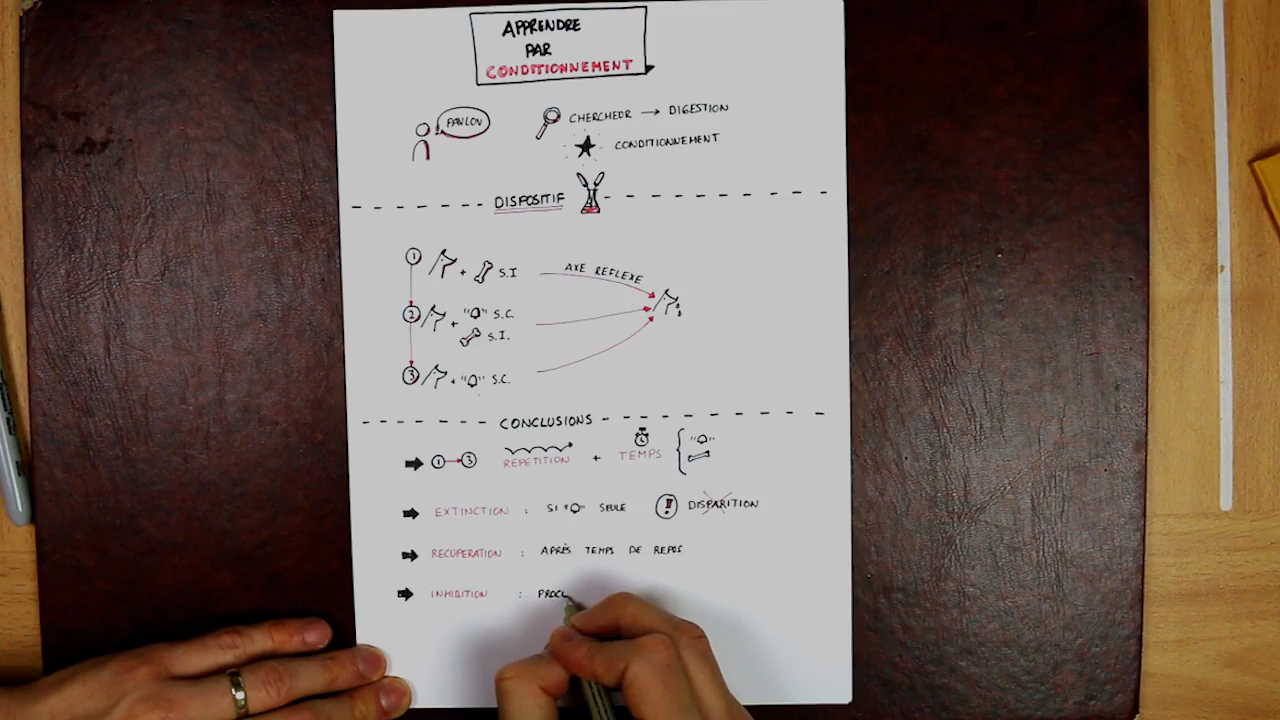 APPRENDRE
PAR
CONDITIONNEMENT
PAVLOV
CHERCHEUR → DIGESTION
CONDITIONNEMENT
DISPOSITIF
1 + S.I
AXE REFLEXE
2 + " " S.C.
S.I.
3 + " " S.C.
CONCLUSIONS
1 → 3 REPETITION + TEMPS { " "
EXTINCTION : SI " " SEULE ! DISPARITION
RECUPERATION : APRÈS TEMPS DE REPOS
INHIBITION : PROC